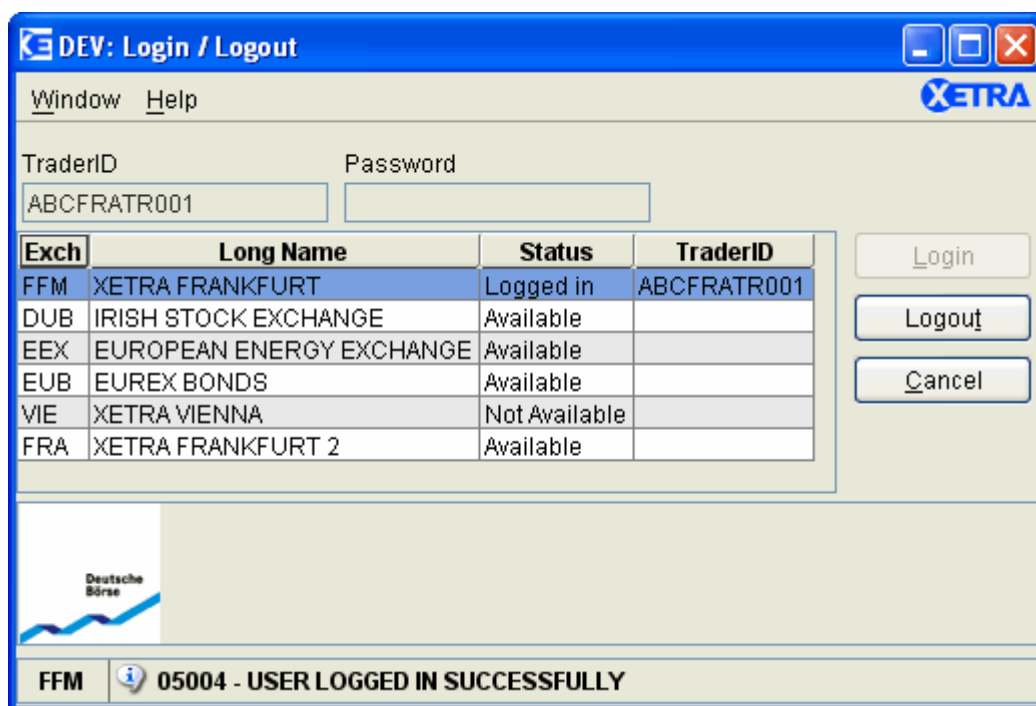 DEV: Login / Logout
Window Help
XETRA
TraderID Password
ABCFRATR001
Exch Long Name Status TraderID
FFM XETRA FRANKFURT Logged in ABCFRATR001
DUB IRISH STOCK EXCHANGE Available
EEX EUROPEAN ENERGY EXCHANGE Available
EUB EUREX BONDS Available
VIE XETRA VIENNA Not Available
FRA XETRA FRANKFURT 2 Available
Login
Logout
Cancel
Deutsche
Börse
FFM 05004 - USER LOGGED IN SUCCESSFULLY